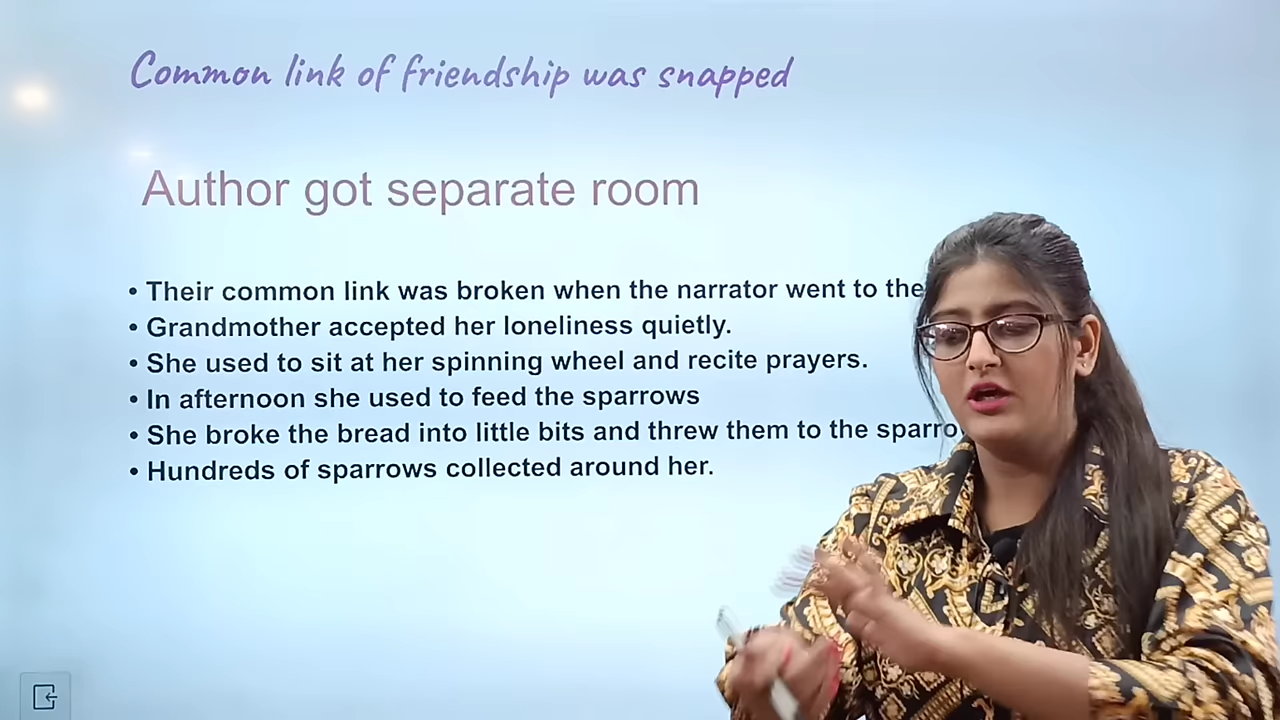 Common link of friendship was snapped
Author got separate room
• Their common link was broken when the narrator went to the
• Grandmother accepted her loneliness quietly.
• She used to sit at her spinning wheel and recite prayers.
• In afternoon she used to feed the sparrows
• She broke the bread into little bits and threw them to the
• Hundreds of sparrows collected around her.